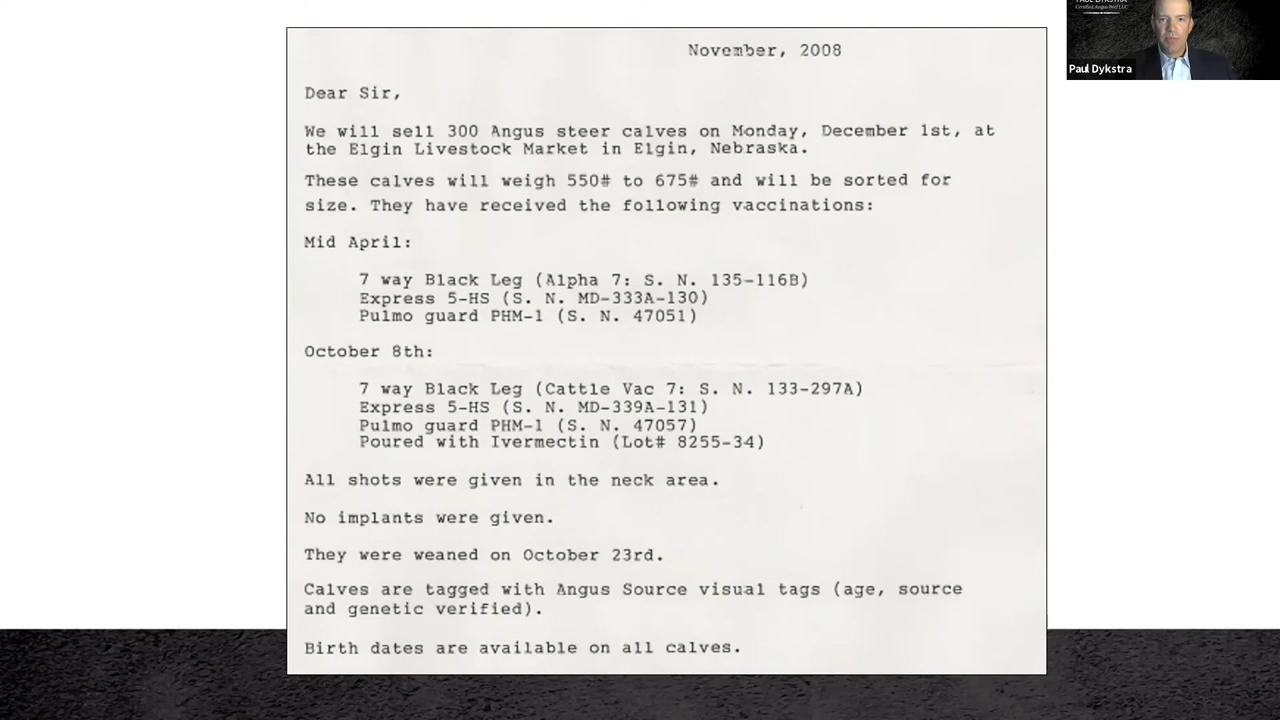 PAUL DYKSTRA
Certified Angus Beef LLC
Paul Dykstra
November, 2008
Dear Sir,
We will sell 300 Angus steer calves on Monday, December 1st, at
the Elgin Livestock Market in Elgin, Nebraska.
These calves will weigh 550# to 675# and will be sorted for
size. They have received the following vaccinations:
Mid April:
7 way Black Leg (Alpha 7: S. N. 135-116B)
Express 5-HS (S. N. MD-333A-130)
Pulmo guard PHM-1 (S. N. 47051)
October 8th:
7 way Black Leg (Cattle Vac 7: S. N. 133-297A)
Express 5-HS (S. N. MD-339A-131)
Pulmo guard PHM-1 (S. N. 47057)
Poured with Ivermectin (Lot# 8255-34)
All shots were given in the neck area.
No implants were given.
They were weaned on October 23rd.
Calves are tagged with Angus Source visual tags (age, source
and genetic verified).
Birth dates are available on all calves.